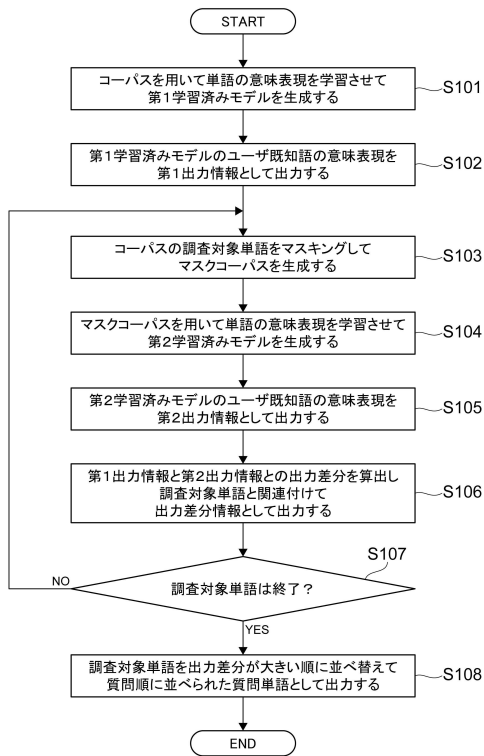 START
コーパスを用いて単語の意味表現を学習させて
第1学習済みモデルを生成する
S101
第1学習済みモデルのユーザ既知語の意味表現を
第1出力情報として出力する
S102
コーパスの調査対象単語をマスキングして
マスクコーパスを生成する
S103
マスクコーパスを用いて単語の意味表現を学習させて
第2学習済みモデルを生成する
S104
第2学習済みモデルのユーザ既知語の意味表現を
第2出力情報として出力する
S105
第1出力情報と第2出力情報との出力差分を算出し
調査対象単語と関連付けて
出力差分情報として出力する
S106
S107
調査対象単語は終了？
NO
YES
調査対象単語を出力差分が大きい順に並べ替えて
質問順に並べられた質問単語として出力する
S108
END